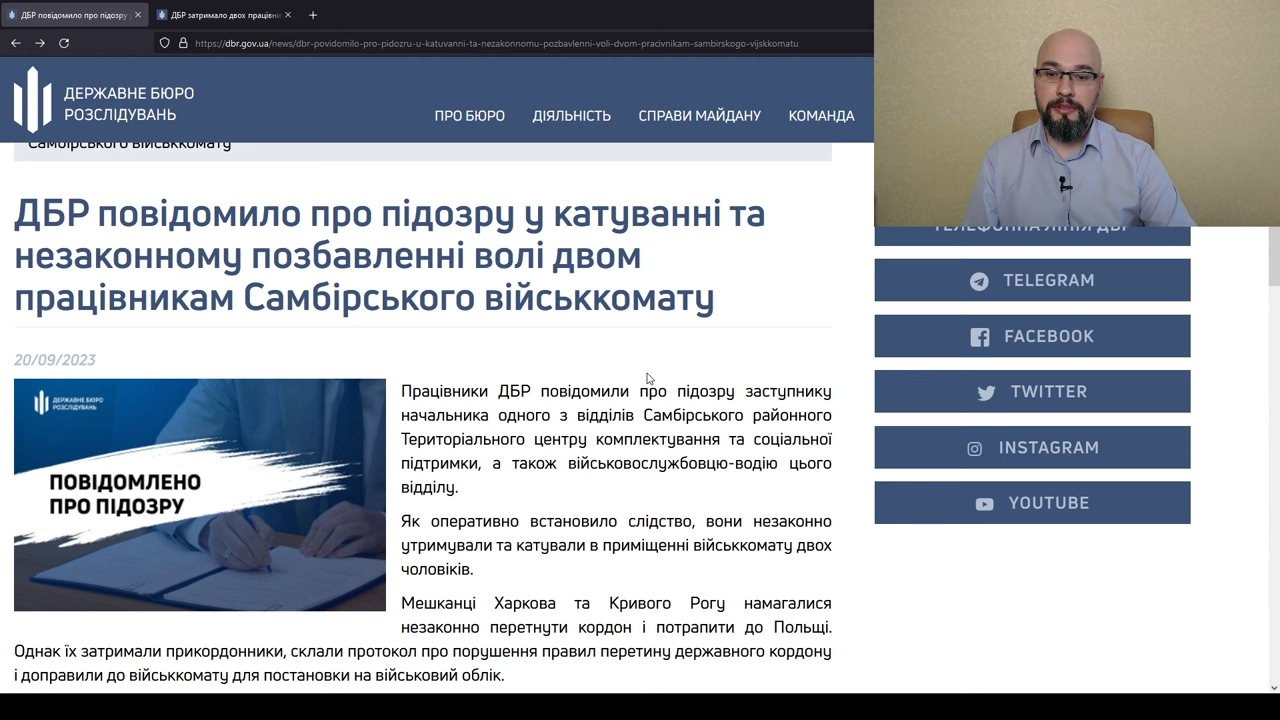 ДБР повідомило про підозру
ДБР затримало двох працівн
https://dbr.gov.ua/news/dbr-povidomilo-pro-pidozru-u-katuvanni-ta-nezakonnomu-pozbavlenni-voli-dvom-pracivnikam-sambirskogo-vijskkomatu
ДЕРЖАВНЕ БЮРО
РОЗСЛІДУВАНЬ
ПРО БЮРО ДІЯЛЬНІСТЬ СПРАВИ МАЙДАНУ КОМАНДА
Самбірського військкомату
ДБР повідомило про підозру у катуванні та
незаконному позбавленні волі двом
працівникам Самбірського військкомату
20/09/2023
ДЕРЖАВНЕ БЮРО
РОЗСЛІДУВАНЬ
ПОВІДОМЛЕНО
ПРО ПІДОЗРУ
Працівники ДБР повідомили про підозру заступнику
начальника одного з відділів Самбірського районного
Територіального центру комплектування та соціальної
підтримки, а також військовослужбовцю-водію цього
відділу.
Як оперативно встановило слідство, вони незаконно
утримували та катували в приміщенні військкомату двох
чоловіків.
Мешканці Харкова та Кривого Рогу намагалися
незаконно перетнути кордон і потрапити до Польщі.
Однак їх затримали прикордонники, склали протокол про порушення правил перетину державного кордону
і доправили до військкомату для постановки на військовий облік.
ТЕЛЕФОННА ЛІНІЯ ДБР
TELEGRAM
FACEBOOK
TWITTER
INSTAGRAM
YOUTUBE